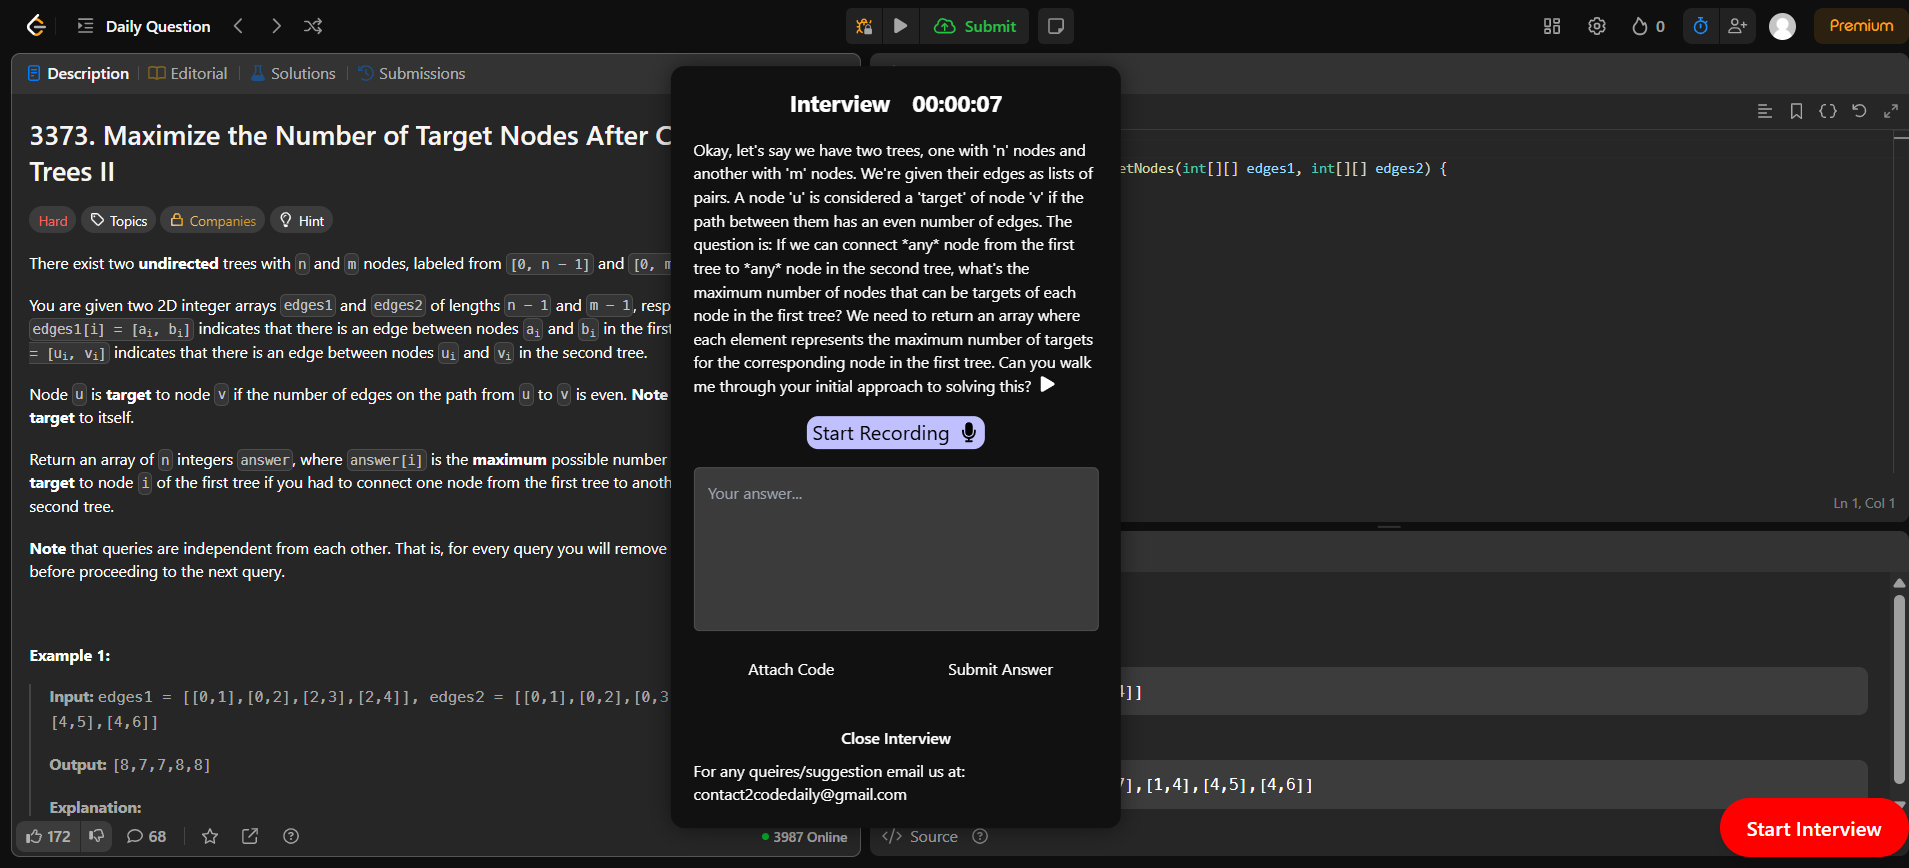 Daily Question
Submit
0
Premium
Description
Editorial
Solutions
Submissions
3373. Maximize the Number of Target Nodes After C
Trees II
Hard
Topics
Companies
Hint
There exist two undirected trees with n and m nodes, labeled from [0, n - 1] and [0, m
You are given two 2D integer arrays edges1 and edges2 of lengths n - 1 and m - 1, resp
edges1[i] = [ai, bi] indicates that there is an edge between nodes ai and bi in the first
= [ui, vi] indicates that there is an edge between nodes ui and vi in the second tree.
Node u is target to node v if the number of edges on the path from u to v is even. Note
target to itself.
Return an array of n integers answer, where answer[i] is the maximum possible number
target to node i of the first tree if you had to connect one node from the first tree to anoth
second tree.
Note that queries are independent from each other. That is, for every query you will remove
before proceeding to the next query.
Example 1:
Input: edges1 = [[0,1],[0,2],[2,3],[2,4]], edges2 = [[0,1],[0,2],[0,3
[4,5],[4,6]]
Output: [8,7,7,8,8]
Explanation:
172
68
3987 Online
Interview 00:00:07
Okay, let's say we have two trees, one with 'n' nodes and
another with 'm' nodes. We're given their edges as lists of
pairs. A node 'u' is considered a 'target' of node 'v' if the
path between them has an even number of edges. The
question is: If we can connect *any* node from the first
tree to *any* node in the second tree, what's the
maximum number of nodes that can be targets of each
node in the first tree? We need to return an array where
each element represents the maximum number of targets
for the corresponding node in the first tree. Can you walk
me through your initial approach to solving this?
Start Recording
Your answer...
Attach Code
Submit Answer
Close Interview
For any queires/suggestion email us at:
contact2codedaily@gmail.com
etNodes(int[][] edges1, int[][] edges2) {
Ln 1, Col 1
4]]
7],[1,4],[4,5],[4,6]]
Source
Start Interview